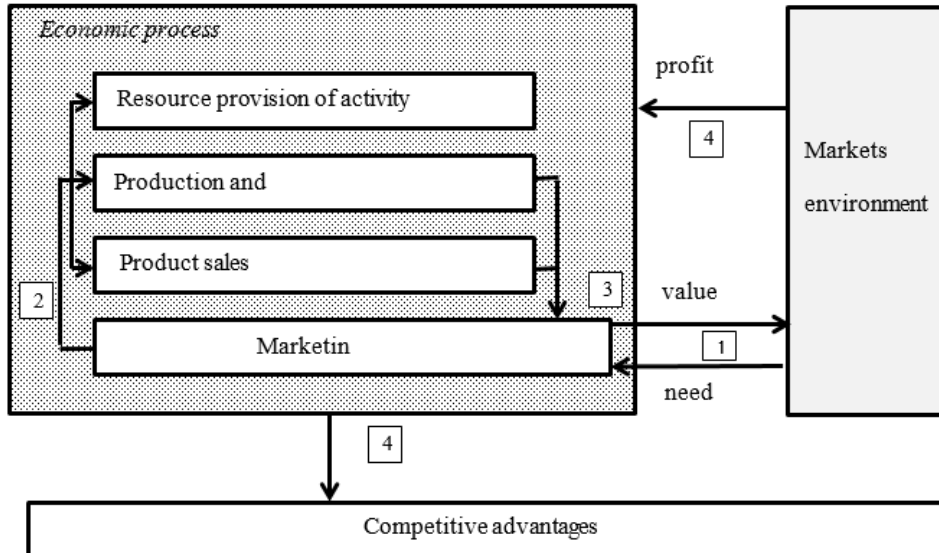 Economic process
Resource provision of activity
Production and
Product sales
Marketin
2
3
profit
4
value
1
need
Markets
environment
4
Competitive advantages